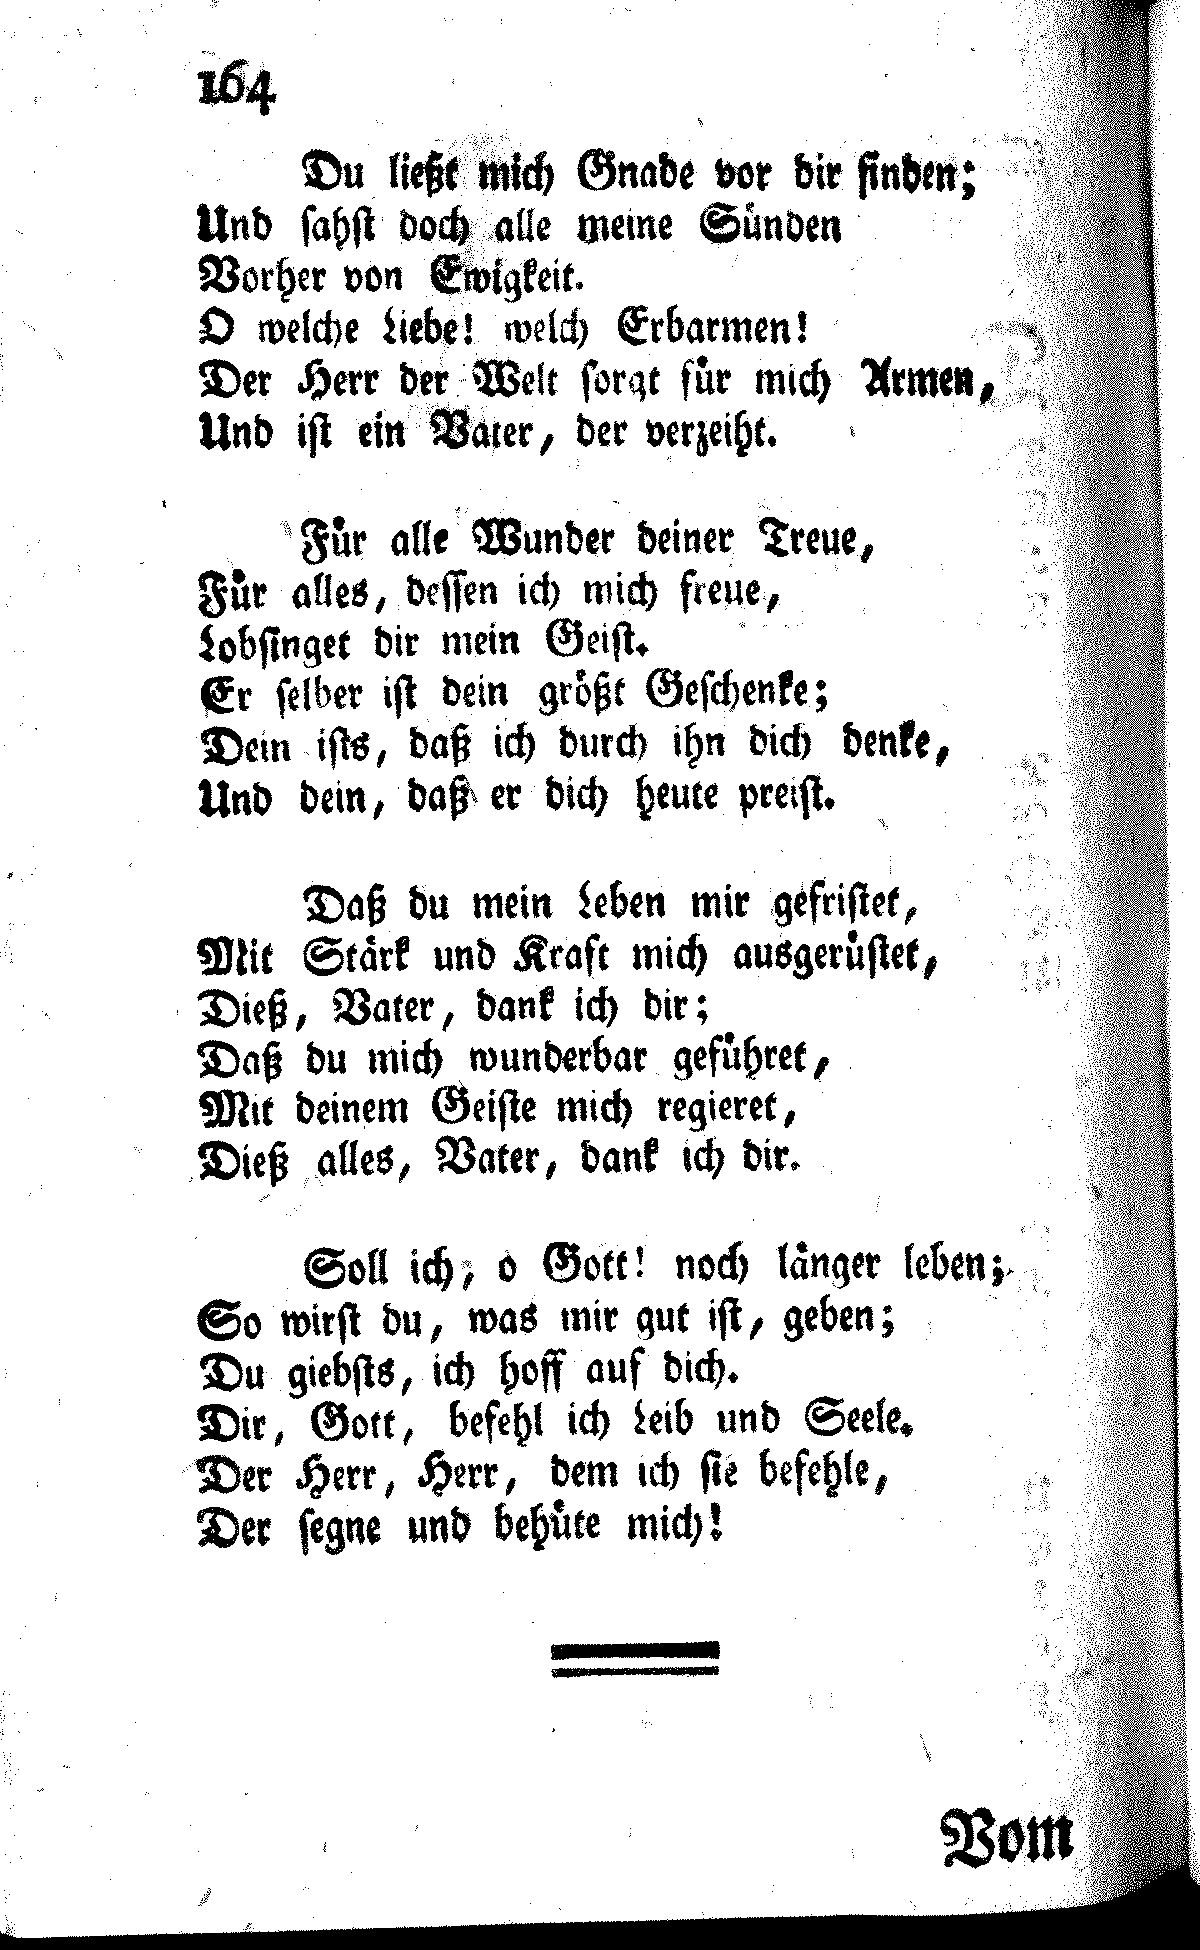 164
Du ließt mich Gnade vor dir finden;
Und sahst doch alle meine Sünden
Vorher von Ewigkeit.
O welche Liebe! welch Erbarmen!
Der Herr der Welt sorgt für mich Armen,
Und ist ein Vater, der verzeiht.
Für alle Wunder deiner Treue,
Für alles, dessen ich mich freue,
Lobsinget dir mein Geist.
Er selber ist dein größt Geschenke;
Dein ists, daß ich durch ihn dich denke,
Und dein, daß er dich heute preist.
Daß du mein Leben mir gefristet,
Mit Stärk und Kraft mich ausgerüstet,
Dieß, Vater, dank ich dir;
Daß du mich wunderbar geführet,
Mit deinem Geiste mich regieret,
Dieß alles, Vater, dank ich dir.
Soll ich, o Gott! noch länger leben;
So wirst du, was mir gut ist, geben;
Du giebsts, ich hoff auf dich.
Dir, Gott, befehl ich Leib und Seele.
Der Herr, Herr, dem ich sie befehle,
Der segne und behüte mich!
Vom